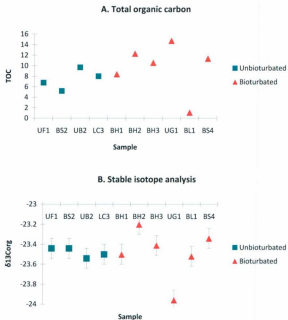 A. Total organic carbon
16
14
12
10
8
6
4
2
0
TOC
UF1 BS2 UB2 LC3 BH1 BH2 BH3 UG1 BL1 BS4
Sample
Unbioturbated
Bioturbated
B. Stable isotope analysis
-23
-23.2
-23.4
-23.6
-23.8
-24
δ13Corg
UF1 BS2 UB2 LC3 BH1 BH2 BH3 UG1 BL1 BS4
Unbioturbated
Bioturbated
Sample